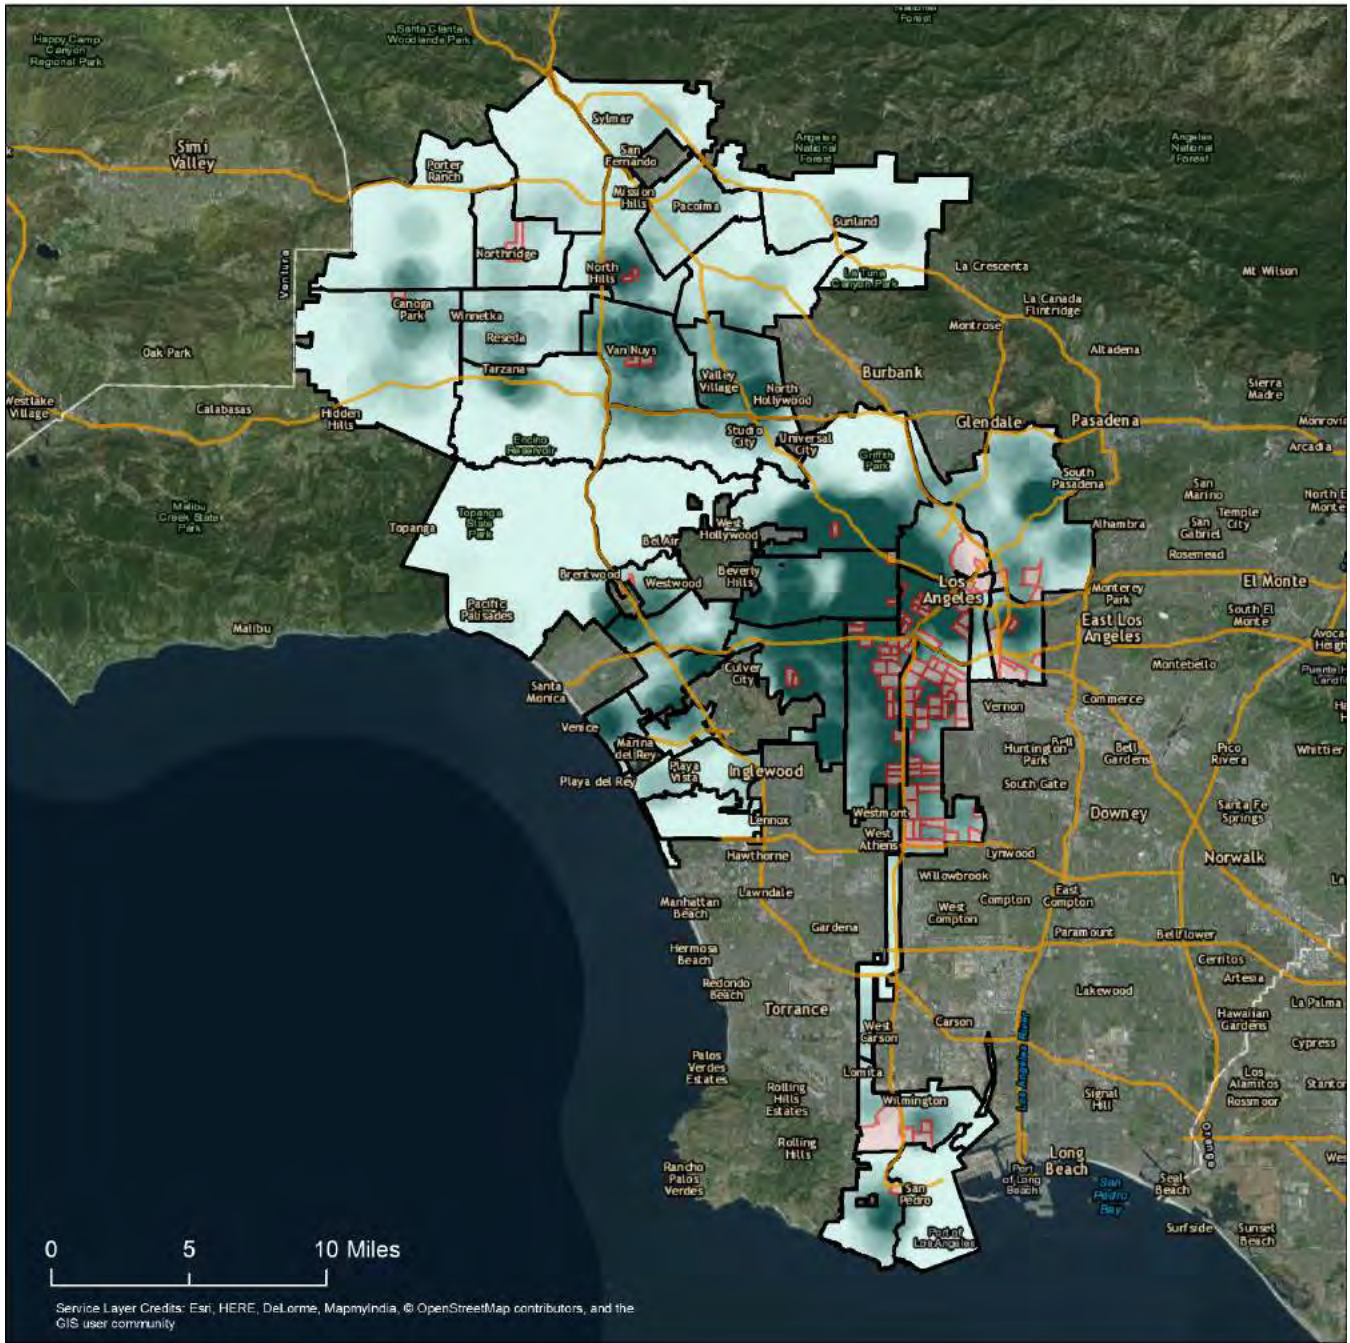 Forest
Happy Camp
Canyon
Regional Park
Santa Clarita
Woodlands Park
Simi
Valley
Sylmar
San
Fernando
Angeles
National
Forest
Angeles
National
Forest
Porter
Ranch
Mission
Hills
Pacoima
Sunland
Ventura
Northridge
North
Hills
La Tuna
Canyon Park
La Crescenta
Mt Wilson
La Canada
Flintridge
Canoga
Park
Winnetka
Reseda
Van Nuys
Montrose
Altadena
Oak Park
Tarzana
Valley
Village
North
Hollywood
Burbank
Sierra
Madre
Westlake
Village
Calabasas
Hidden
Hills
Encino
Reservoir
Studio
City
Universal
City
Griffith
Park
Glendale
Pasadena
Monrovia
Arcadia
South
Pasadena
San
Marino
North E
Monte
Malibu
Creek State
Park
Topanga
Topanga
State
Park
Bel Air
West
Hollywood
Alhambra
San
Gabriel
Temple
City
Rosemead
Brentwood
Westwood
Beverly
Hills
Los
Angeles
Monterey
Park
El Monte
Pacific
Palisades
Malibu
East Los
Angeles
South El
Monte
Avoca
Heigh
Puente H
Landfil
Montebello
Santa
Monica
Culver
City
Commerce
Vernon
Venice
Marina
del Rey
Playa
Vista
Playa del Rey
Inglewood
Huntington
Park
Bell
Bell
Gardens
Pico
Rivera
Whittier
South Gate
Downey
Santa Fe
Springs
Lennox
Westmont
West
Athens
Lynwood
Norwalk
La
Hawthorne
Willowbrook
Lawndale
Manhattan
Beach
West
Compton
Compton
East
Compton
Gardena
Paramount
Bellflower
Hermosa
Beach
Cerritos
Artesia
Redondo
Beach
Torrance
Lakewood
La Palma
West
Carson
Carson
Hawaiian
Gardens
Cypress
Los Angeles River
Palos
Verdes
Estates
Lomita
Rolling
Hills
Estates
Wilmington
Signal
Hill
Los
Alamitos
Rossmoor
Stanton
Orange
Rolling
Hills
Long
Beach
Rancho
Palos
Verdes
San
Pedro
Port
of Long
Beach
San
Pedro
Bay
Seal
Beach
Wes
Port of
Los Angeles
Surfside
Sunset
Beach
0 5 10 Miles
Service Layer Credits: Esri, HERE, DeLorme, MapmyIndia, © OpenStreetMap contributors, and the
GIS user community